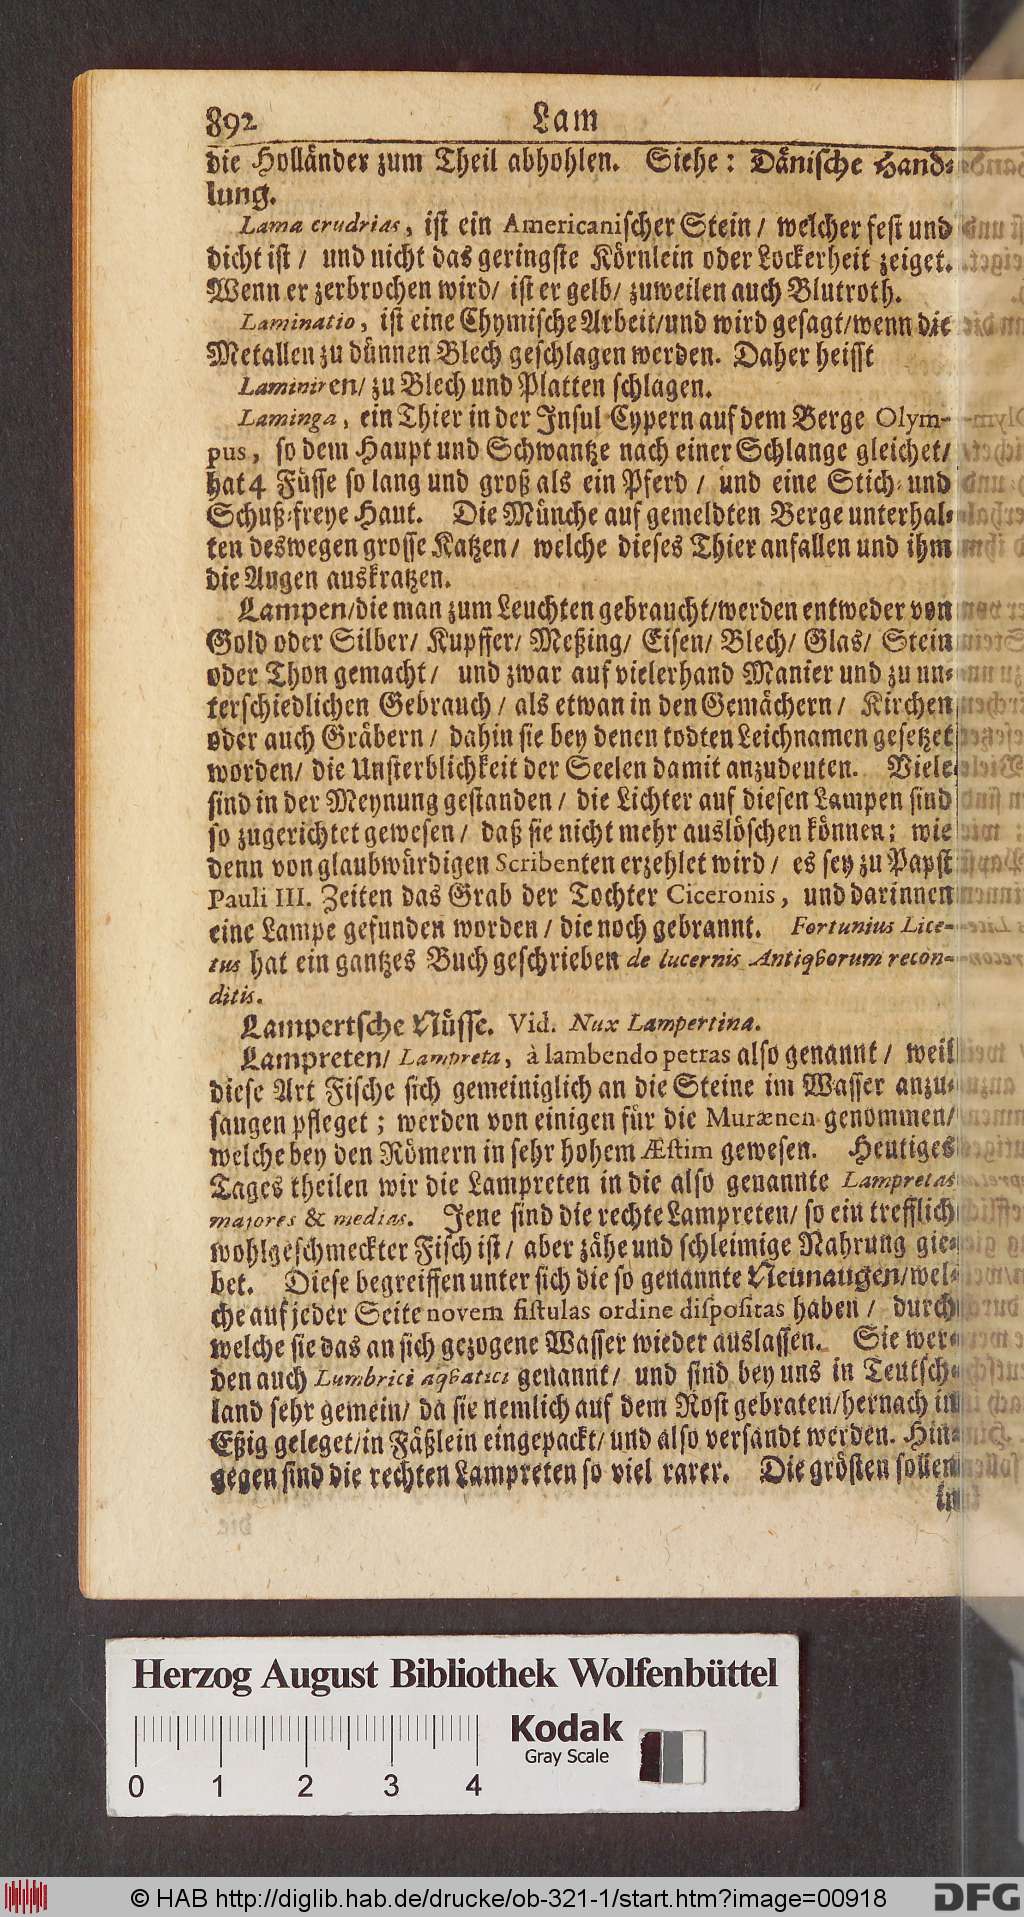 892 Lam
die Holländer zum Theil abhohlen. Siehe: Dänische Hand-
lung.
Lama crudrias, ist ein Americanischer Stein / welcher fest und
dicht ist / und nicht das geringste Körnlein oder Lockerheit zeiget.
Wenn er zerbrochen wird / ist er gelb / zuweilen auch Blutroth.
Laminatio, ist eine Chymische Arbeit / und wird gesagt / wenn die
Metallen zu dünnen Blech geschlagen werden. Daher heisst
Laminiren / zu Blech und Platten schlagen.
Laminga, ein Thier in der Insul Cypern auf dem Berge Olym-
pus, so dem Haupt und Schwantze nach einer Schlange gleichet /
hat 4 Füsse so lang und groß als ein Pferd / und eine Stich- und
Schuß-freye Haut. Die Münche auf gemeldten Berge unterhal-
ten deswegen grosse Katzen / welche dieses Thier anfallen und ihm
die Augen auskratzen.
Lampen / die man zum Leuchten gebraucht / werden entweder von
Gold oder Silber / Kupffer / Meßing / Eisen / Blech / Glas / Stein
oder Thon gemacht / und zwar auf vielerhand Manier und zu un-
terschiedlichen Gebrauch / als etwan in den Gemächern / Kirchen
oder auch Gräbern / dahin sie bey denen todten Leichnamen gesetzet
worden / die Unsterblichkeit der Seelen damit anzudeuten. Viele
sind in der Meynung gestanden / die Lichter auf diesen Lampen sind
so zugerichtet gewesen / daß sie nicht mehr auslöschen können; wie
denn von glaubwürdigen Scribenten erzehlet wird / es sey zu Papst
Pauli III. Zeiten das Grab der Tochter Ciceronis, und darinnen
eine Lampe gefunden worden / die noch gebrannt. Fortunius Lice-
tus hat ein gantzes Buch geschrieben de lucernis Antiqvorum recon-
ditis.
Lampertsche Nüsse. Vid. Nux Lampertina.
Lampreten / Lampreta, à lambendo petras also genannt / weil
diese Art Fische sich gemeiniglich an die Steine im Wasser anzu-
saugen pfleget; werden von einigen für die Murænen genommen /
welche bey den Römern in sehr hohem Æstim gewesen. Heutiges
Tages theilen wir die Lampreten in die also genannte Lampretas
majores & medias. Jene sind die rechte Lampreten / so ein trefflich
wohlgeschmeckter Fisch ist / aber zähe und schleimige Nahrung gie-
bet. Diese begreiffen unter sich die so genannte Neunaugen / wel-
che auf jeder Seite novem fistulas ordine dispositas haben / durch
welche sie das an sich gezogene Wasser wieder auslassen. Sie wer-
den auch Lumbrici aqvatici genannt / und sind bey uns in Teutsch-
land sehr gemein / da sie nemlich auf dem Rost gebraten / hernach in
Eßig geleget / in Fäßlein eingepackt / und also versandt werden. Hin-
gegen sind die rechten Lampreten so viel rarer. Die grösten sollen
in
Herzog August Bibliothek Wolfenbüttel
0 1 2 3 4
Kodak
Gray Scale
© HAB http://diglib.hab.de/drucke/ob-321-1/start.htm?image=00918
DFG